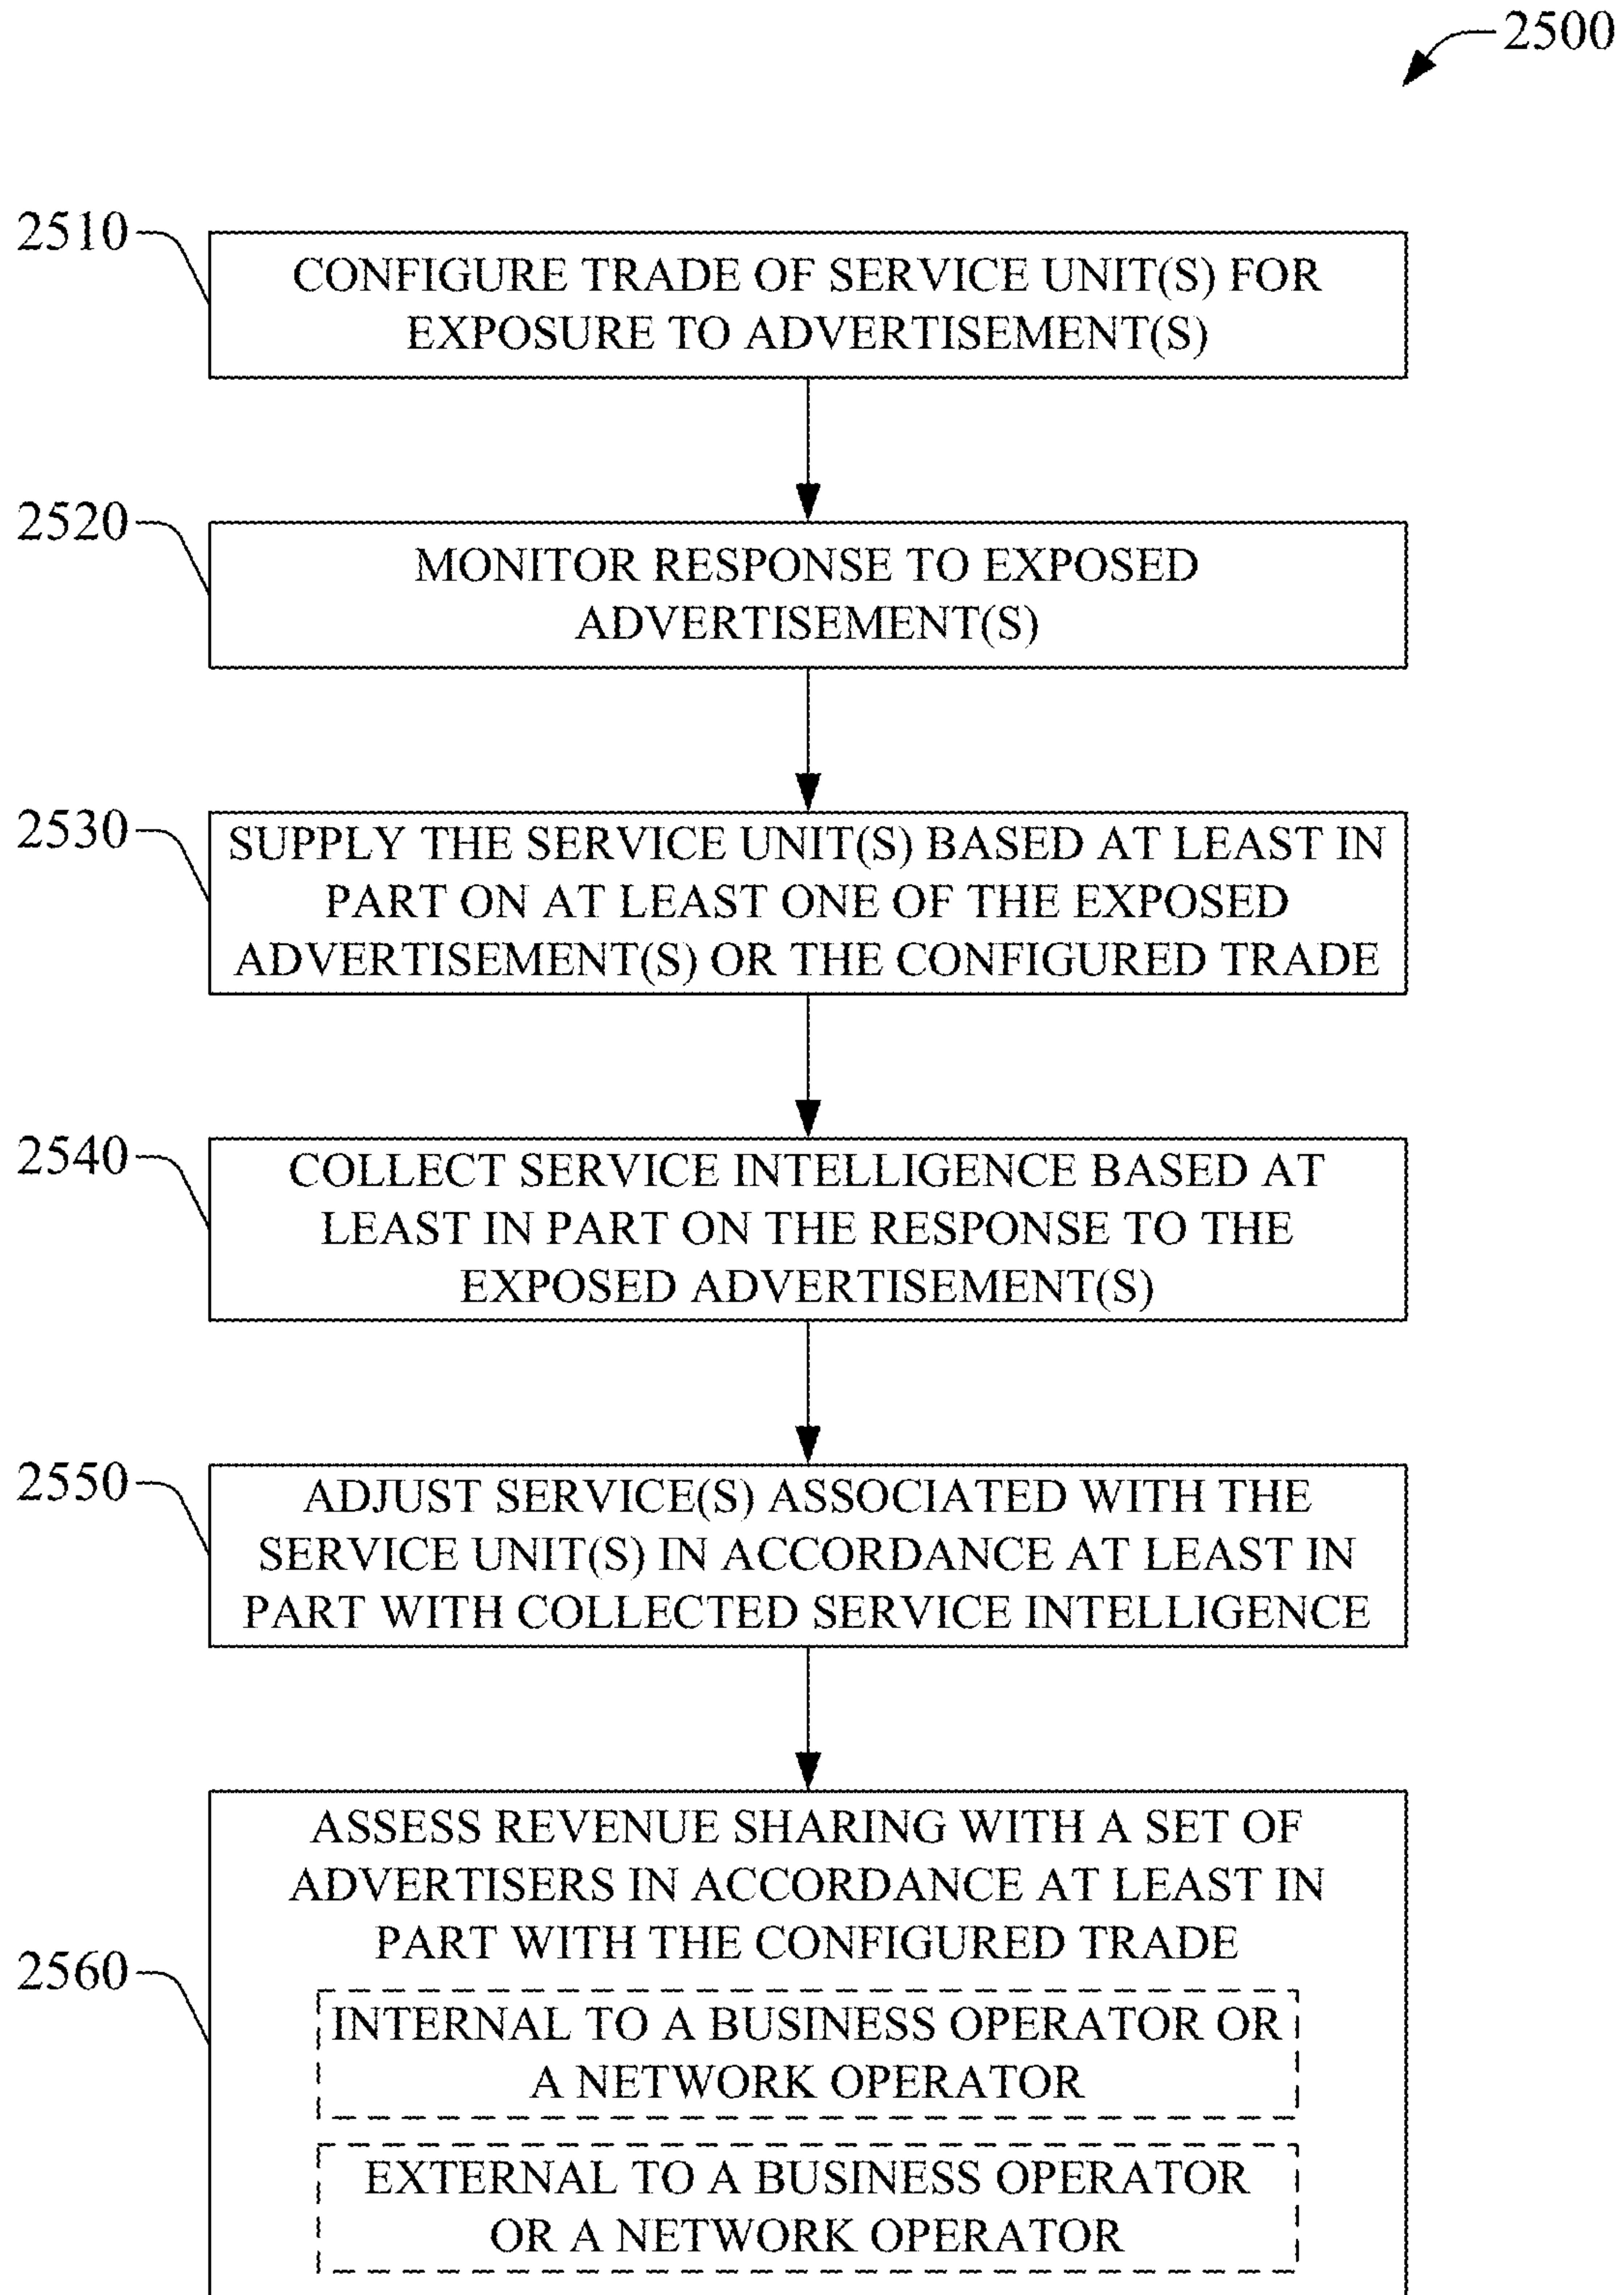 2500
2510
CONFIGURE TRADE OF SERVICE UNIT(S) FOR
EXPOSURE TO ADVERTISEMENT(S)
2520
MONITOR RESPONSE TO EXPOSED
ADVERTISEMENT(S)
2530
SUPPLY THE SERVICE UNIT(S) BASED AT LEAST IN
PART ON AT LEAST ONE OF THE EXPOSED
ADVERTISEMENT(S) OR THE CONFIGURED TRADE
2540
COLLECT SERVICE INTELLIGENCE BASED AT
LEAST IN PART ON THE RESPONSE TO THE
EXPOSED ADVERTISEMENT(S)
2550
ADJUST SERVICE(S) ASSOCIATED WITH THE
SERVICE UNIT(S) IN ACCORDANCE AT LEAST IN
PART WITH COLLECTED SERVICE INTELLIGENCE
2560
ASSESS REVENUE SHARING WITH A SET OF
ADVERTISERS IN ACCORDANCE AT LEAST IN
PART WITH THE CONFIGURED TRADE
INTERNAL TO A BUSINESS OPERATOR OR
A NETWORK OPERATOR
EXTERNAL TO A BUSINESS OPERATOR
OR A NETWORK OPERATOR